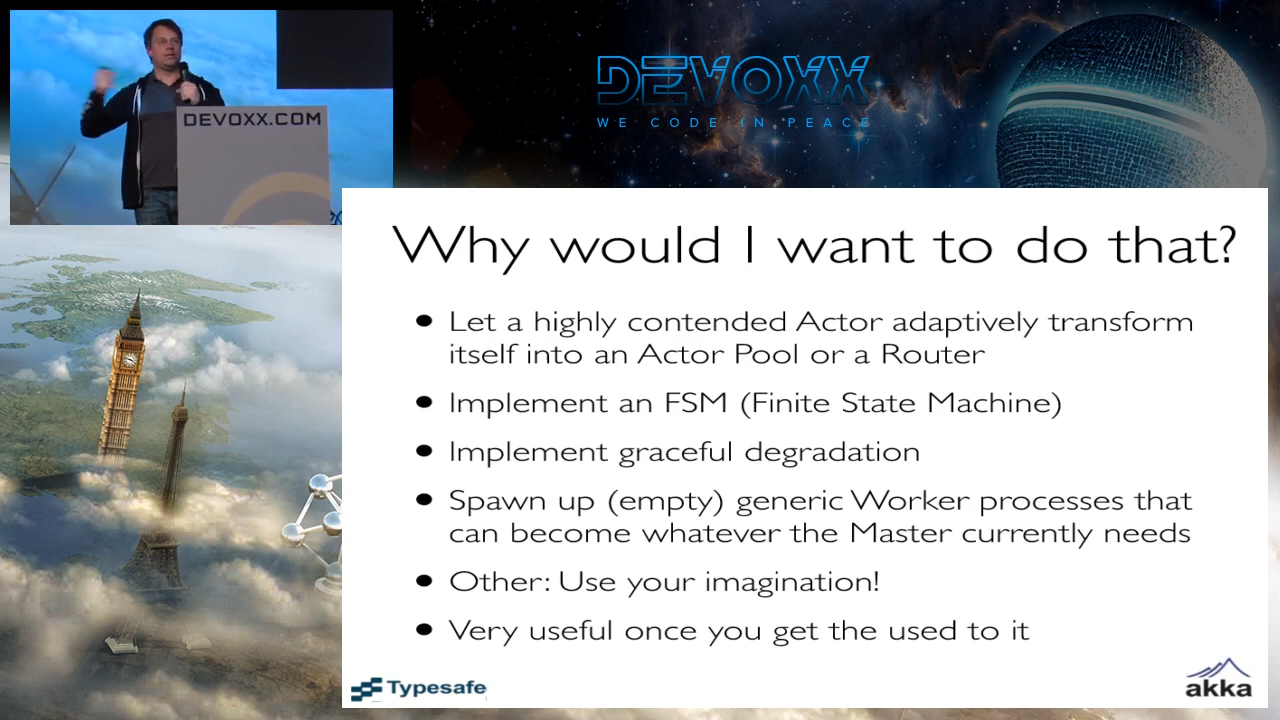 DEVOXX
WE CODE IN PEACE
DEVOXX.COM
Why would I want to do that?
• Let a highly contended Actor adaptively transform
itself into an Actor Pool or a Router
• Implement an FSM (Finite State Machine)
• Implement graceful degradation
• Spawn up (empty) generic Worker processes that
can become whatever the Master currently needs
• Other: Use your imagination!
• Very useful once you get the used to it
Typesafe
akka